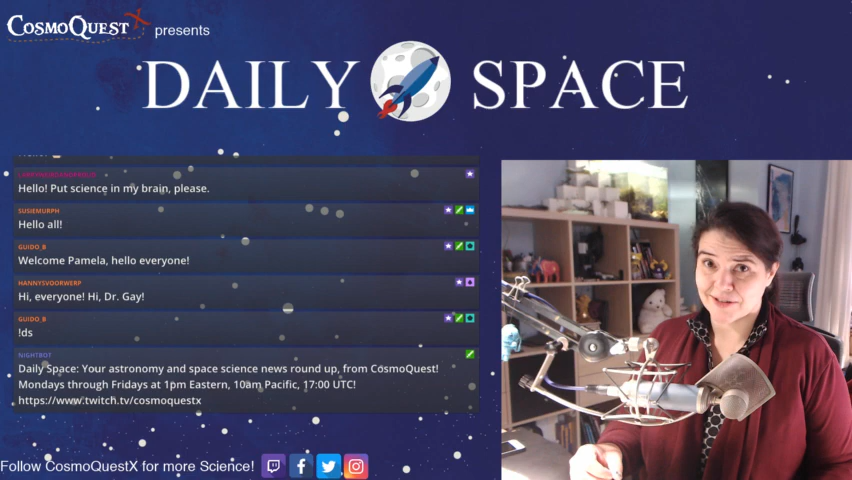 COSMOQUEST X presents
DAILY SPACE
Hello! Put science in my brain, please.
SUSIEMURPH
Hello all!
GUIDO_B
Welcome Pamela, hello everyone!
HANNYSVOORWERP
Hi, everyone! Hi, Dr. Gay!
GUIDO_B
!ds
NIGHTBOT
Daily Space: Your astronomy and space science news round up, from CosmoQuest!
Mondays through Fridays at 1pm Eastern, 10am Pacific, 17:00 UTC!
https://www.twitch.tv/cosmoquestx
Follow CosmoQuestX for more Science!